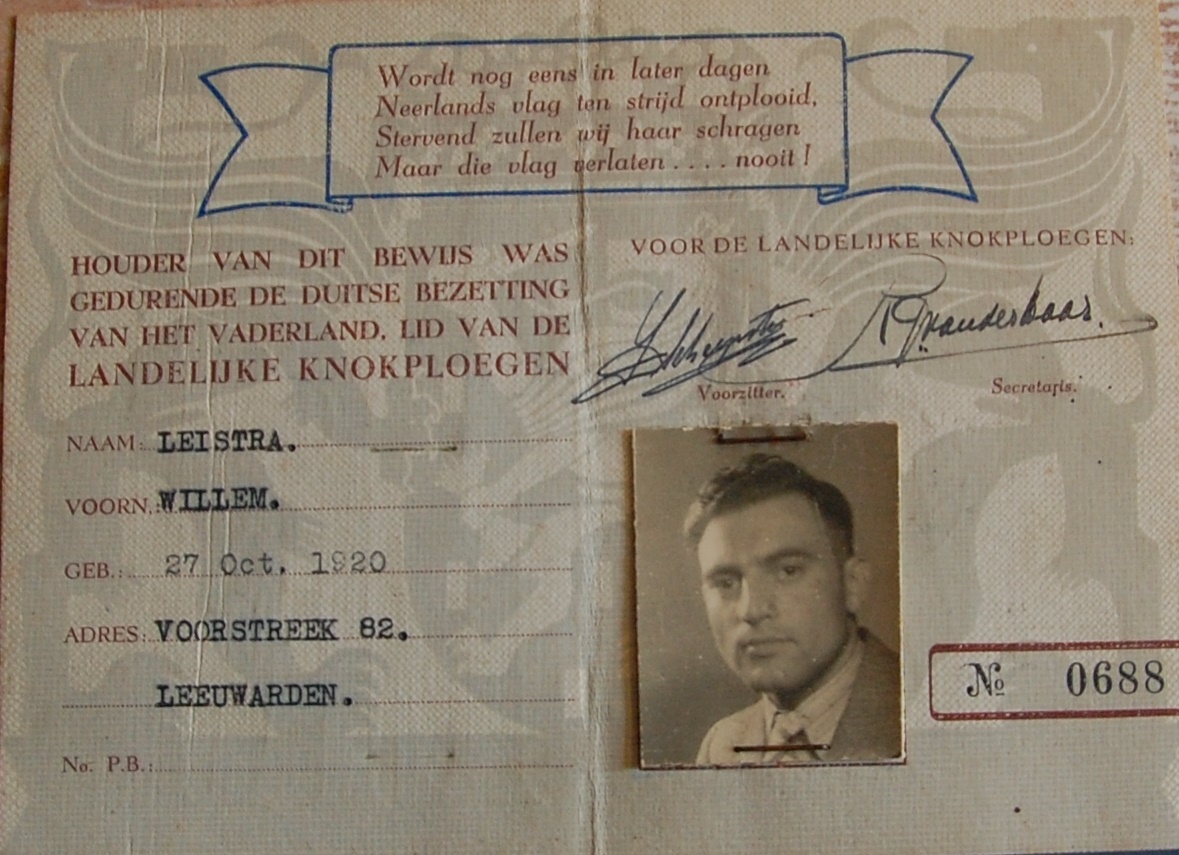 Wordt nog eens in later dagen
Neerlands vlag ten strijd ontplooid,
Stervend zullen wij haar schragen
Maar die vlag verlaten . . . . nooit !
HOUDER VAN DIT BEWIJS WAS
GEDURENDE DE DUITSE BEZETTING
VAN HET VADERLAND, LID VAN DE
LANDELIJKE KNOKPLOEGEN
NAAM: LEISTRA.
VOORN.: WILLEM.
GEB.: 27 Oct. 1920
ADRES: VOORSTREEK 82.
LEEUWARDEN.
No. P.B.:
VOOR DE LANDELIJKE KNOKPLOEGEN:
Voorzitter.
Secretaris.
№ 0688